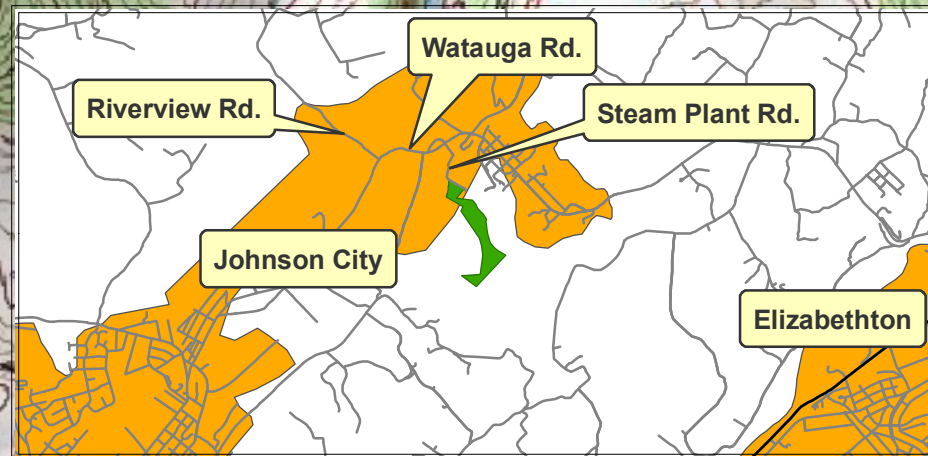 Watauga Rd.
Riverview Rd.
Steam Plant Rd.
Johnson City
Elizabethton